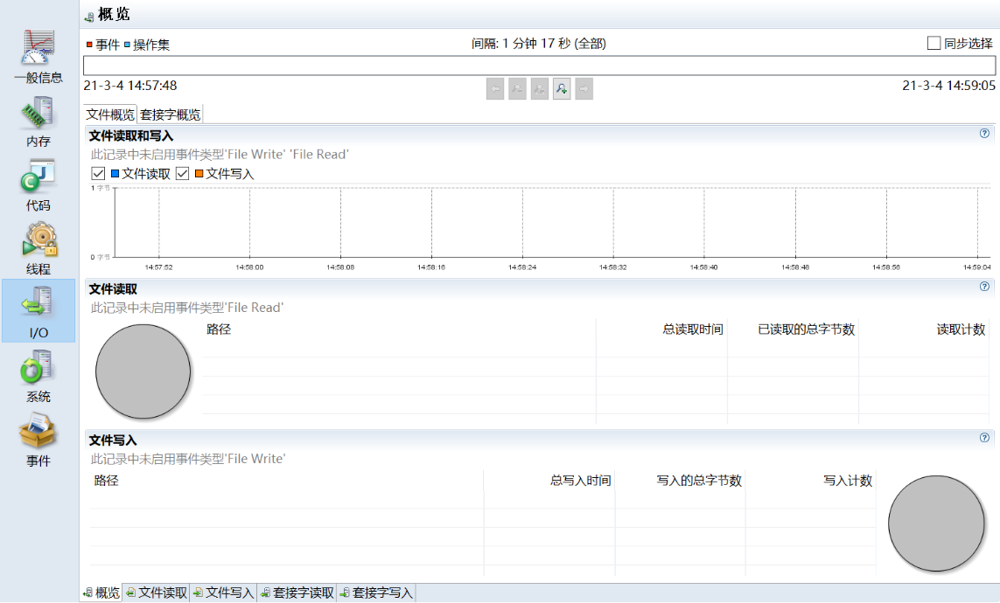 概览
事件 操作集
间隔: 1 分钟 17 秒 (全部)
同步选择
21-3-4 14:57:48
21-3-4 14:59:05
一般信息
内存
代码
线程
I/O
系统
事件
文件概览 套接字概览
文件读取和写入
此记录中未启用事件类型'File Write' 'File Read'
文件读取 文件写入
1 字节
0 字节
14:57:52 14:58:00 14:58:08 14:58:16 14:58:24 14:58:32 14:58:40 14:58:48 14:58:56 14:59:04
文件读取
此记录中未启用事件类型'File Read'
路径 总读取时间 已读取的总字节数 读取计数
文件写入
此记录中未启用事件类型'File Write'
路径 总写入时间 写入的总字节数 写入计数
概览 文件读取 文件写入 套接字读取 套接字写入